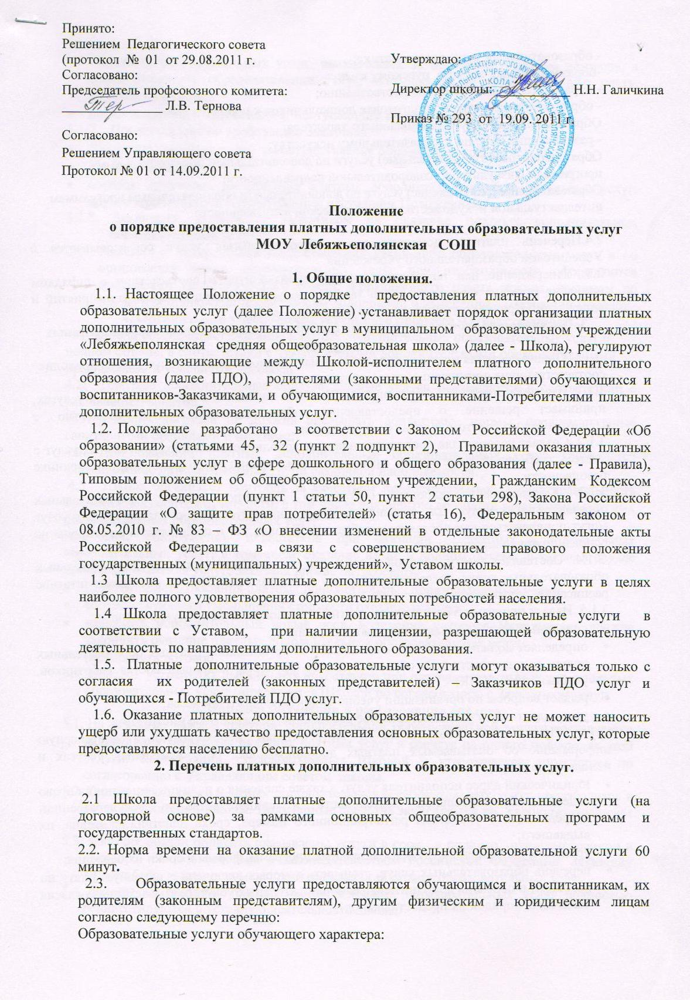 Принято:
Решением Педагогического совета
(протокол № 01 от 29.08.2011 г.
Согласовано:
Председатель профсоюзного комитета:
Л.В. Тернова
Согласовано:
Решением Управляющего совета
Протокол № 01 от 14.09.2011 г.
Утверждаю:
Директор школы: Н.Н. Галичкина
Приказ № 293 от 19.09. 2011 г.
Положение
о порядке предоставления платных дополнительных образовательных услуг
МОУ Лебяжьеполянская СОШ
1. Общие положения.
1.1. Настоящее Положение о порядке предоставления платных дополнительных
образовательных услуг (далее Положение) устанавливает порядок организации платных
дополнительных образовательных услуг в муниципальном образовательном учреждении
«Лебяжьеполянская средняя общеобразовательная школа» (далее - Школа), регулируют
отношения, возникающие между Школой-исполнителем платного дополнительного
образования (далее ПДО), родителями (законными представителями) обучающихся и
воспитанников-Заказчиками, и обучающимися, воспитанниками-Потребителями платных
дополнительных образовательных услуг.
1.2. Положение разработано в соответствии с Законом Российской Федерации «Об
образовании» (статьями 45, 32 (пункт 2 подпункт 2), Правилами оказания платных
образовательных услуг в сфере дошкольного и общего образования (далее - Правила),
Типовым положением об общеобразовательном учреждении, Гражданским Кодексом
Российской Федерации (пункт 1 статьи 50, пункт 2 статьи 298), Закона Российской
Федерации «О защите прав потребителей» (статья 16), Федеральным законом от
08.05.2010 г. № 83 – ФЗ «О внесении изменений в отдельные законодательные акты
Российской Федерации в связи с совершенствованием правового положения
государственных (муниципальных) учреждений», Уставом школы.
1.3 Школа предоставляет платные дополнительные образовательные услуги в целях
наиболее полного удовлетворения образовательных потребностей населения.
1.4 Школа предоставляет платные дополнительные образовательные услуги в
соответствии с Уставом, при наличии лицензии, разрешающей образовательную
деятельность по направлениям дополнительного образования.
1.5. Платные дополнительные образовательные услуги могут оказываться только с
согласия их родителей (законных представителей) – Заказчиков ПДО услуг и
обучающихся - Потребителей ПДО услуг.
1.6. Оказание платных дополнительных образовательных услуг не может наносить
ущерб или ухудшать качество предоставления основных образовательных услуг, которые
предоставляются населению бесплатно.
2. Перечень платных дополнительных образовательных услуг.
2.1 Школа предоставляет платные дополнительные образовательные услуги (на
договорной основе) за рамками основных общеобразовательных программ и
государственных стандартов.
2.2. Норма времени на оказание платной дополнительной образовательной услуги 60
минут.
2.3. Образовательные услуги предоставляются обучающимся и воспитанникам, их
родителям (законным представителям), другим физическим и юридическим лицам
согласно следующему перечню:
Образовательные услуги обучающего характера: